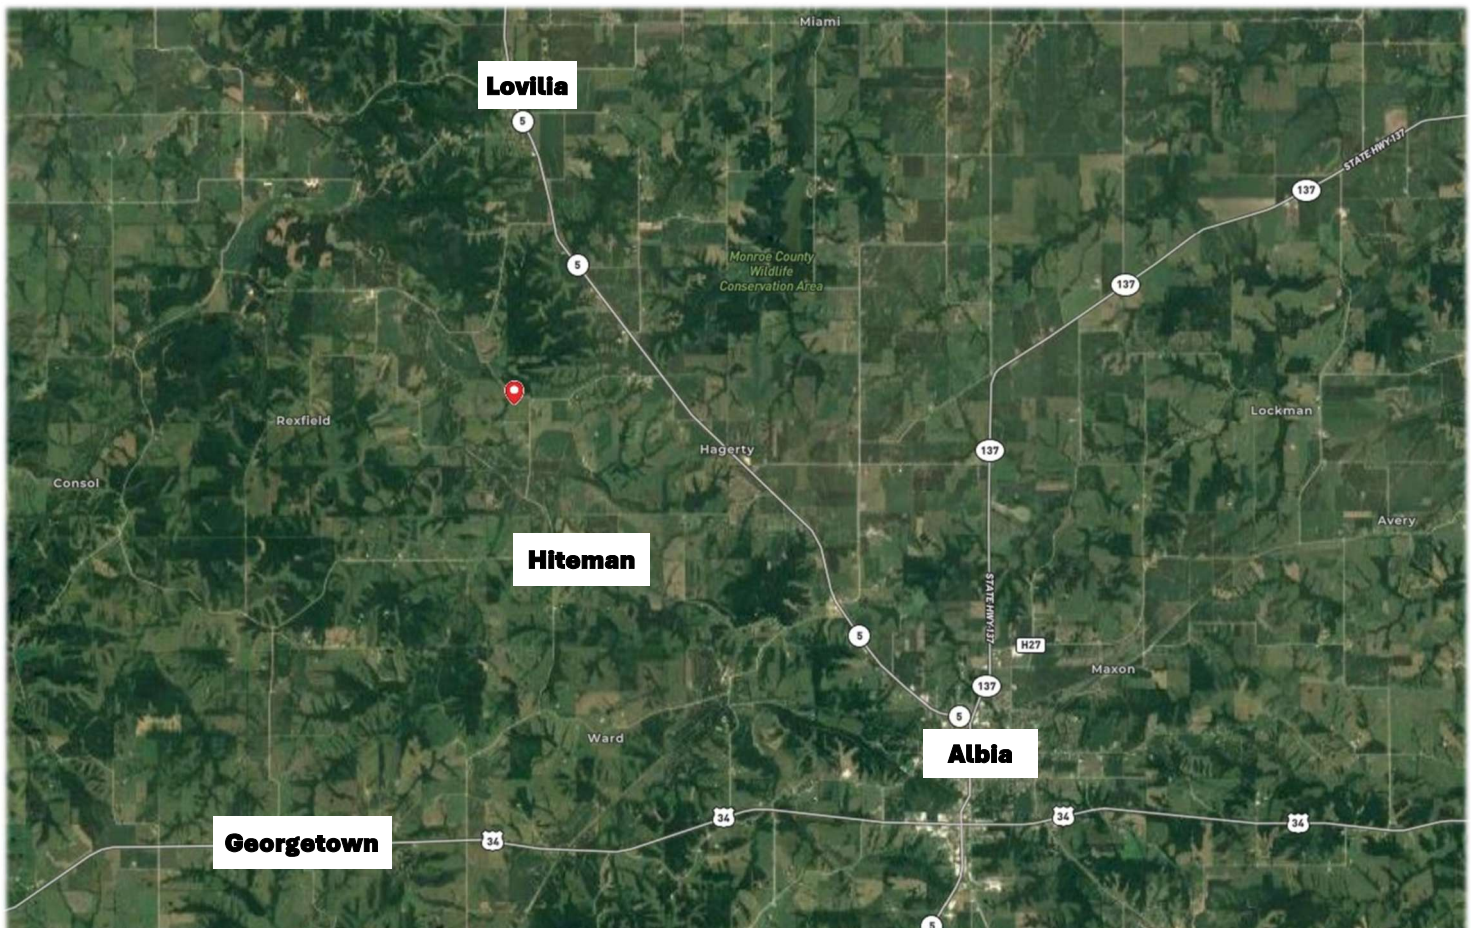 Miami
Lovilia
5
STATE HWY 137
137
5
Monroe County
Wildlife
Conservation Area
137
Rexfield
Lockman
Hagerty
137
Consol
Avery
Hiteman
STATE HWY 137
5
H27
Maxon
137
5
Ward
Albia
34
34
34
Georgetown
34
5